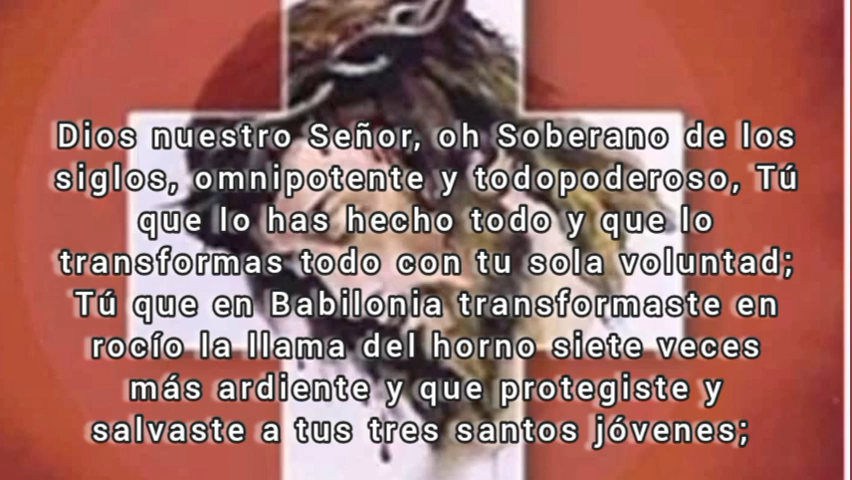 Dios nuestro Señor, oh Soberano de los
siglos, omnipotente y todopoderoso, Tú
que lo has hecho todo y que lo
transformas todo con tu sola voluntad;
Tú que en Babilonia transformaste en
rocío la llama del horno siete veces
más ardiente y que protegiste y
salvaste a tus tres santos jóvenes;